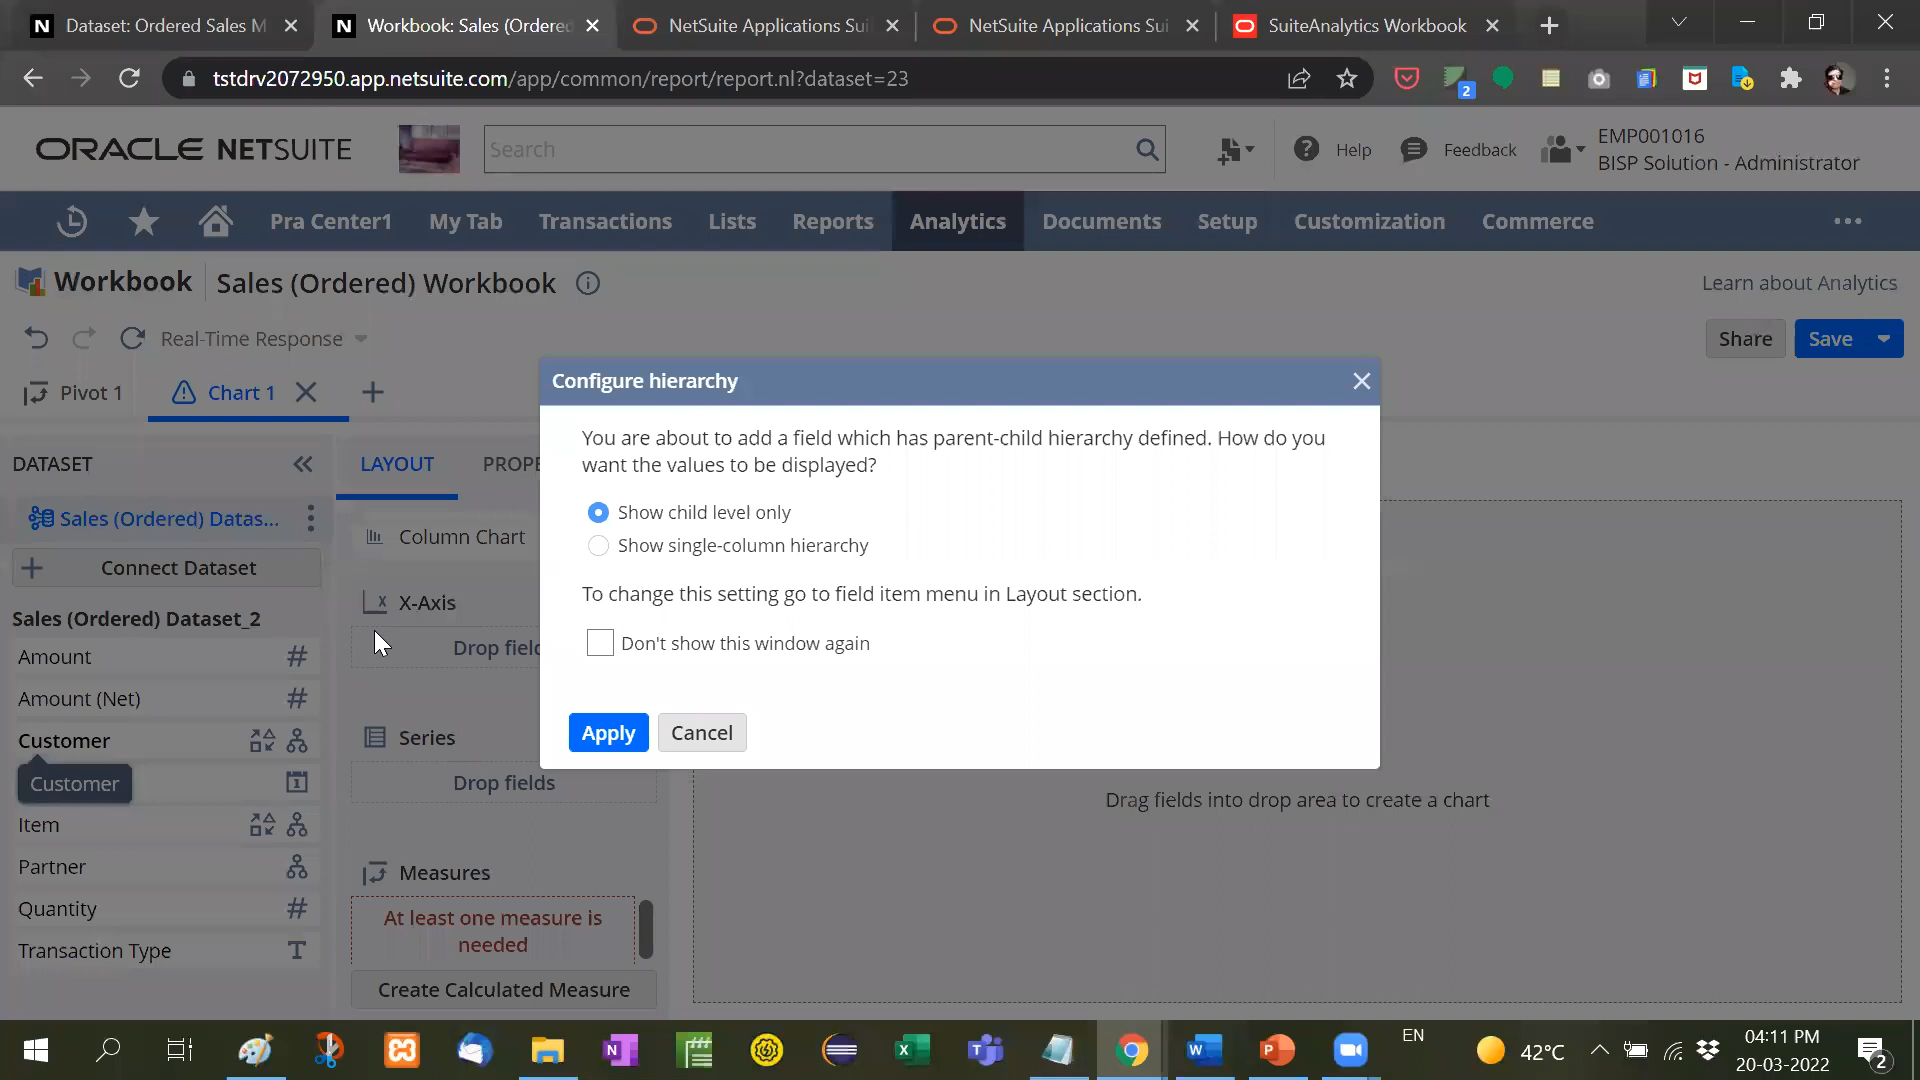 Dataset: Ordered Sales M
Workbook: Sales (Ordered
NetSuite Applications Sui
NetSuite Applications Sui
SuiteAnalytics Workbook
tstdrv2072950.app.netsuite.com/app/common/report/report.nl?dataset=23
2
ORACLE NETSUITE
Search
Help
Feedback
EMP001016
BISP Solution - Administrator
Pra Center1
My Tab
Transactions
Lists
Reports
Analytics
Documents
Setup
Customization
Commerce
Workbook
Sales (Ordered) Workbook
Learn about Analytics
Real-Time Response
Share
Save
Pivot 1
Chart 1
Configure hierarchy
You are about to add a field which has parent-child hierarchy defined. How do you
want the values to be displayed?
Show child level only
Show single-column hierarchy
To change this setting go to field item menu in Layout section.
Don't show this window again
Apply
Cancel
DATASET
Sales (Ordered) Datas...
Connect Dataset
Sales (Ordered) Dataset_2
Amount
Amount (Net)
Customer
Customer
Item
Partner
Quantity
Transaction Type
LAYOUT
PROPE
Column Chart
X-Axis
Drop fiel
Series
Drop fields
Measures
At least one measure is
needed
Create Calculated Measure
Drag fields into drop area to create a chart
EN
42°C
04:11 PM
20-03-2022
2